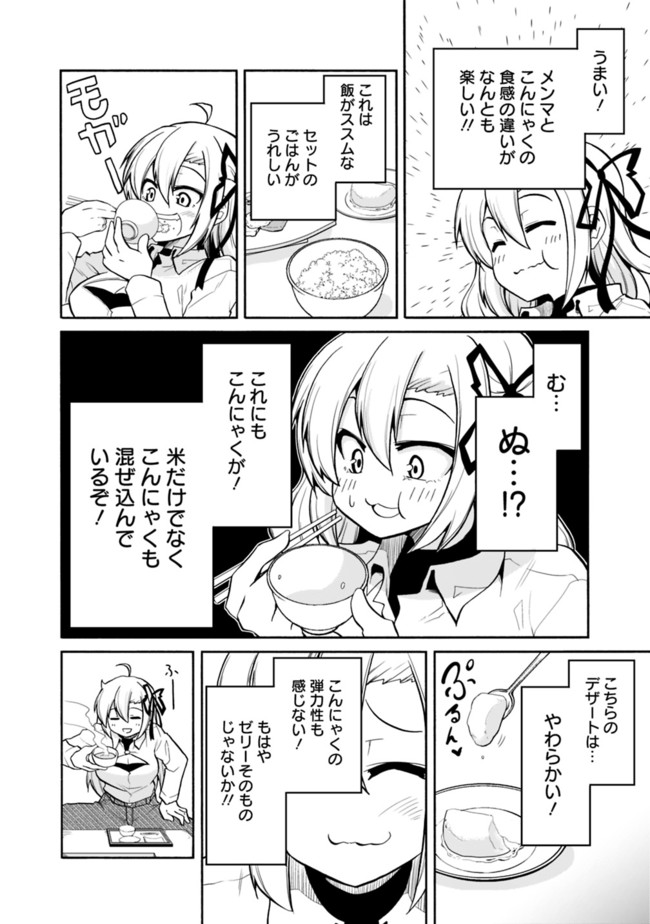 うまい！
メンマと
こんにゃくの
食感の違いが
なんとも
楽しい!!
これは
飯がススムな
セットの
ごはんが
うれしい
モガー
む…
ぬ…!?
これにも
こんにゃくが！
米だけでなく
こんにゃくも
混ぜ込んで
いるぞ！
こちらの
デザートは…
やわらかい！
ぷるん
こんにゃくの
弾力性も
感じない！
もはや
ゼリーそのもの
じゃないか!!
ふー